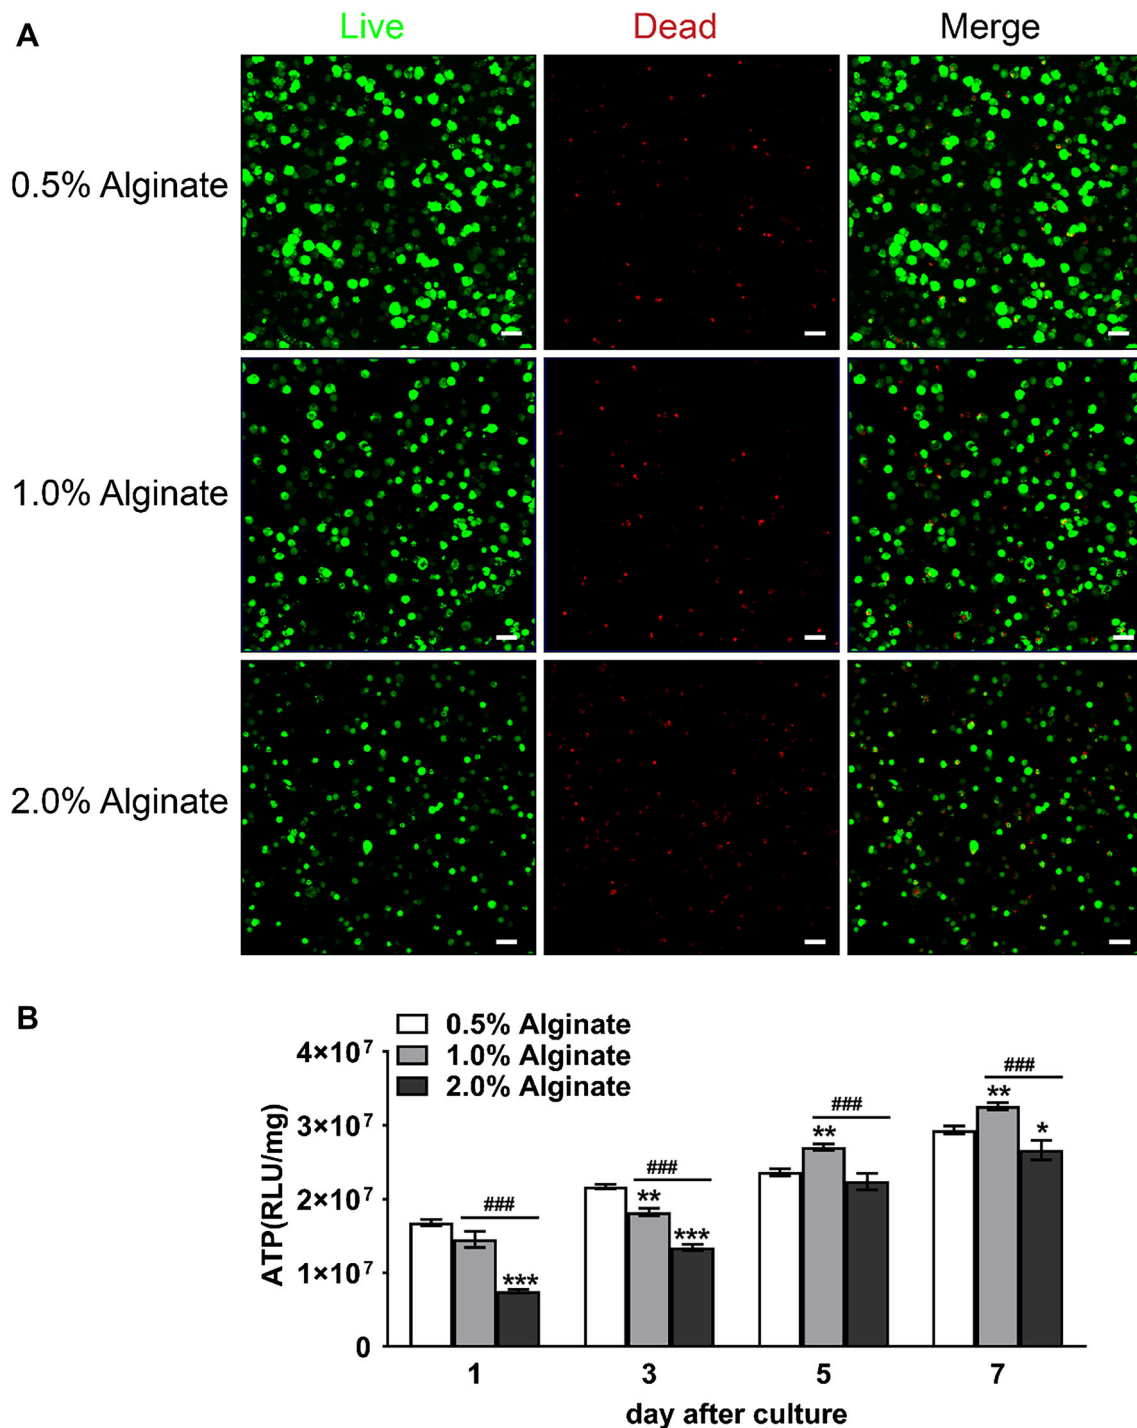 A
Live
Dead
Merge
0.5% Alginate
1.0% Alginate
2.0% Alginate
B
0.5% Alginate
1.0% Alginate
2.0% Alginate
ATP(RLU/mg)
4×10⁷
3×10⁷
2×10⁷
1×10⁷
0
###
***
###
**
***
###
**
###
**
*
1
3
5
7
day after culture